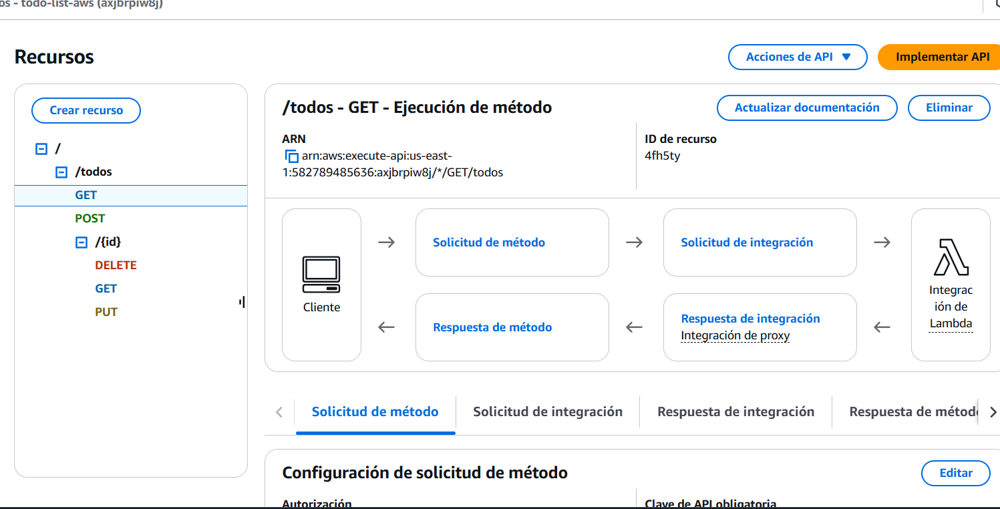 os - todo-list-aws (axjbrpiw8j)
Recursos
Acciones de API
Implementar API
Crear recurso
/
/todos
GET
POST
/{id}
DELETE
GET
PUT
/todos - GET - Ejecución de método
Actualizar documentación
Eliminar
ARN
arn:aws:execute-api:us-east-
1:582789485636:axjbrpiw8j/*/GET/todos
ID de recurso
4fh5ty
Cliente
Solicitud de método
Solicitud de integración
Respuesta de método
Respuesta de integración
Integración de proxy
Integrac
ión de
Lambda
Solicitud de método
Solicitud de integración
Respuesta de integración
Respuesta de método
Configuración de solicitud de método
Editar
Autorización
Clave de API obligatoria